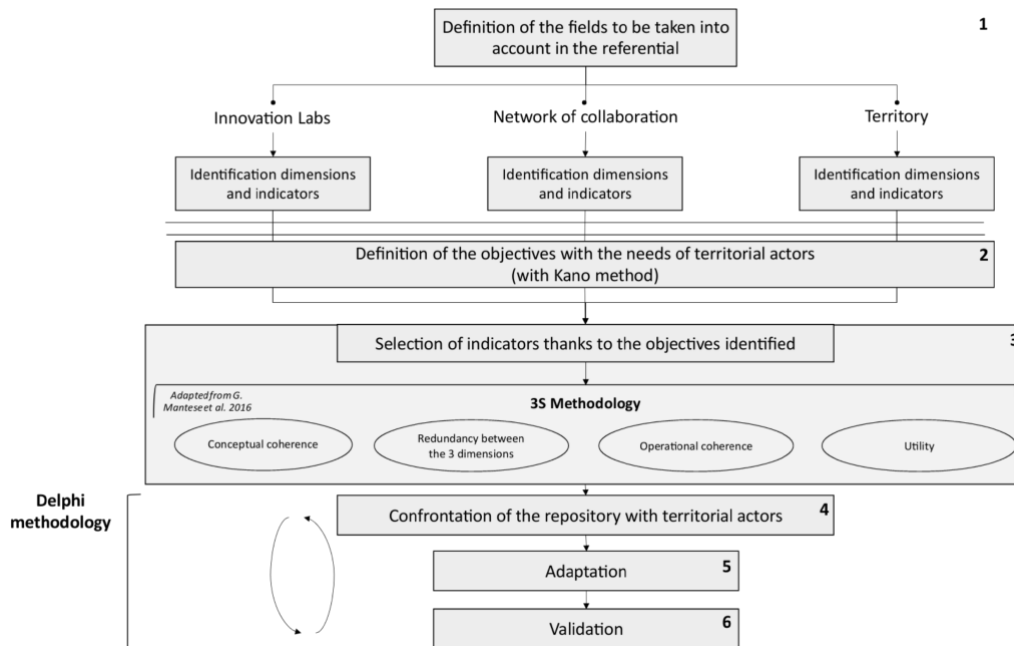 Definition of the fields to be taken into
account in the referential
1
Innovation Labs
Network of collaboration
Territory
Identification dimensions
and indicators
Identification dimensions
and indicators
Identification dimensions
and indicators
Definition of the objectives with the needs of territorial actors
(with Kano method)
2
Selection of indicators thanks to the objectives identified
3
Adapted from G.
Mantese et al. 2016
3S Methodology
Conceptual coherence
Redundancy between
the 3 dimensions
Operational coherence
Utility
Delphi
methodology
Confrontation of the repository with territorial actors
4
Adaptation
5
Validation
6